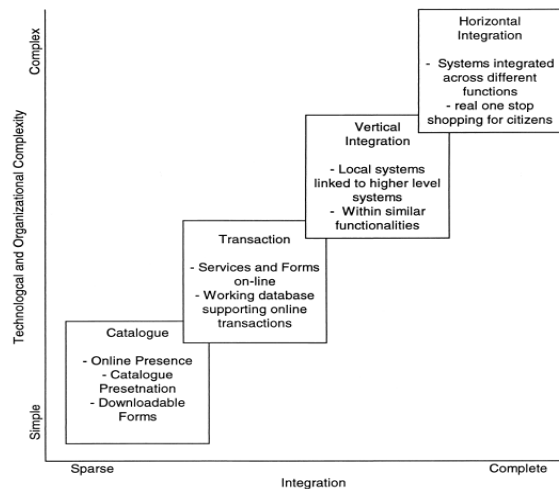 Horizontal
Integration
- Systems integrated
across different
functions
- real one stop
shopping for citizens
Vertical
Integration
- Local systems
linked to higher level
systems
- Within similar
functionalities
Transaction
- Services and Forms
on-line
- Working database
supporting online
transactions
Catalogue
- Online Presence
- Catalogue
Presetnation
- Downloadable
Forms
Technologcal and Organizational Complexity
Complex
Simple
Sparse
Complete
Integration